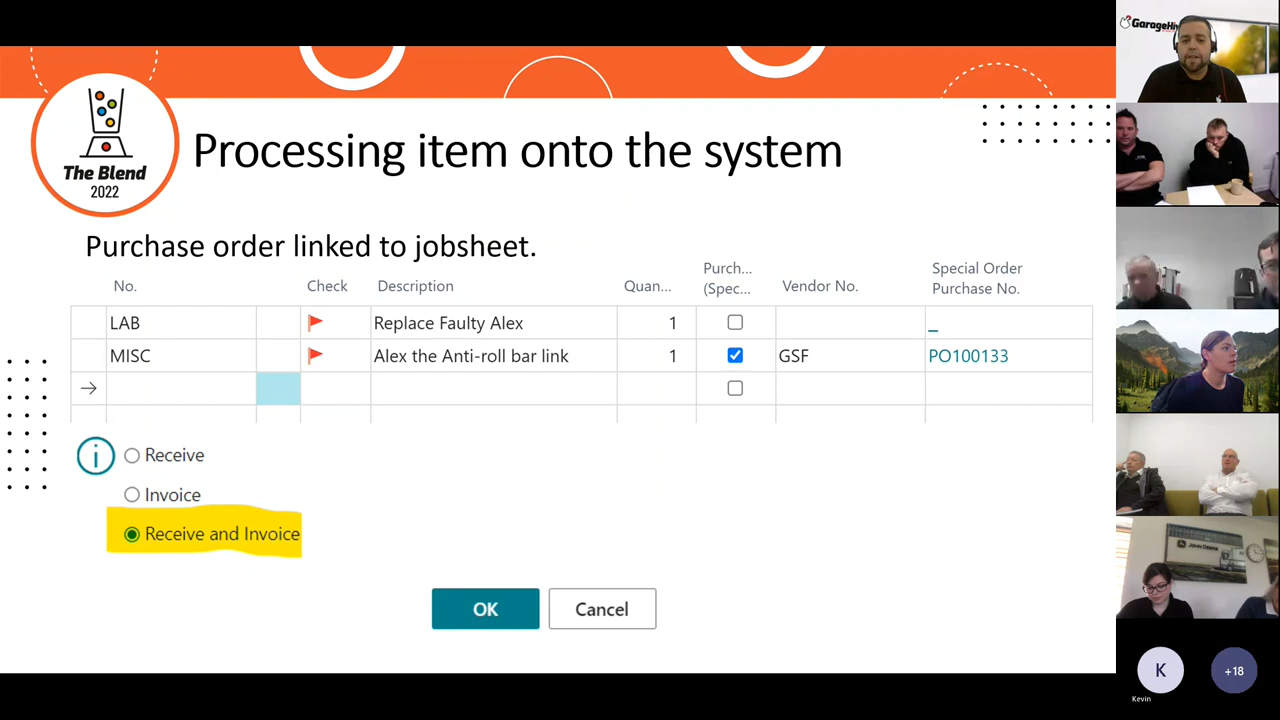 The Blend
2022
Processing item onto the system
Purchase order linked to jobsheet.
No. Check Description Quan... Purch... (Spec... Vendor No. Special Order Purchase No.
LAB Replace Faulty Alex 1 _
MISC Alex the Anti-roll bar link 1 GSF PO100133
i
Receive
Invoice
Receive and Invoice
OK Cancel
JOHN DEERE
K +18
Kevin